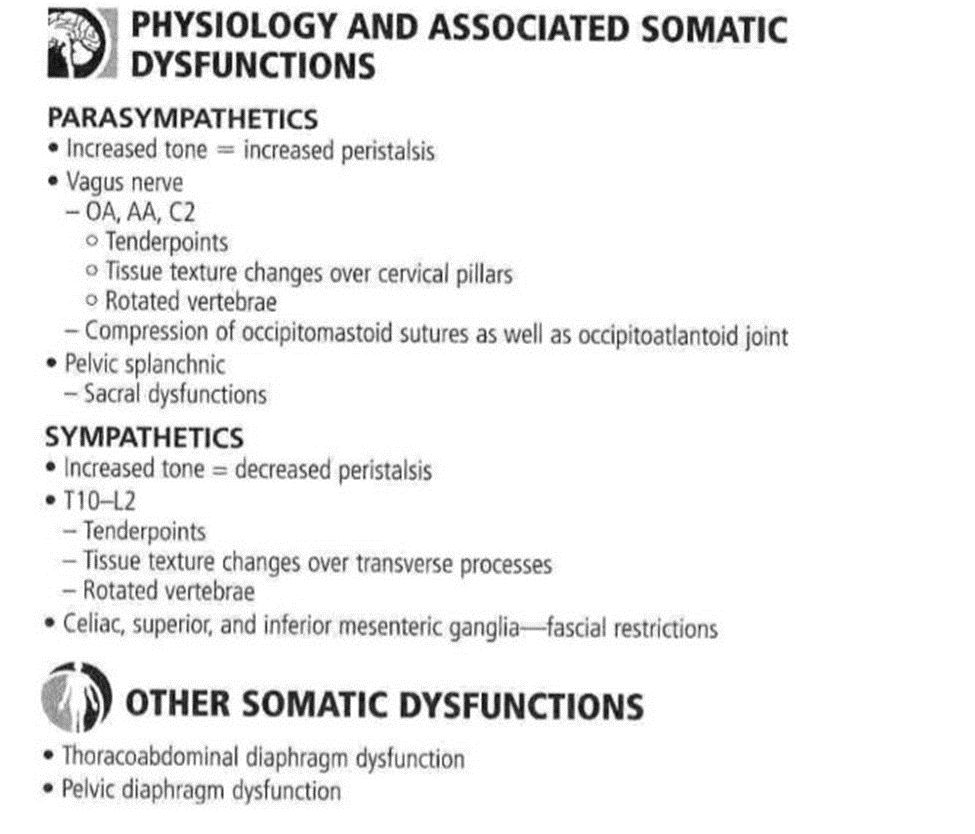 PHYSIOLOGY AND ASSOCIATED SOMATIC
DYSFUNCTIONS
PARASYMPATHETICS
• Increased tone = increased peristalsis
• Vagus nerve
– OA, AA, C2
○ Tenderpoints
○ Tissue texture changes over cervical pillars
○ Rotated vertebrae
– Compression of occipitomastoid sutures as well as occipitoatlantoid joint
• Pelvic splanchnic
– Sacral dysfunctions
SYMPATHETICS
• Increased tone = decreased peristalsis
• T10–L2
– Tenderpoints
– Tissue texture changes over transverse processes
– Rotated vertebrae
• Celiac, superior, and inferior mesenteric ganglia—fascial restrictions
OTHER SOMATIC DYSFUNCTIONS
• Thoracoabdominal diaphragm dysfunction
• Pelvic diaphragm dysfunction